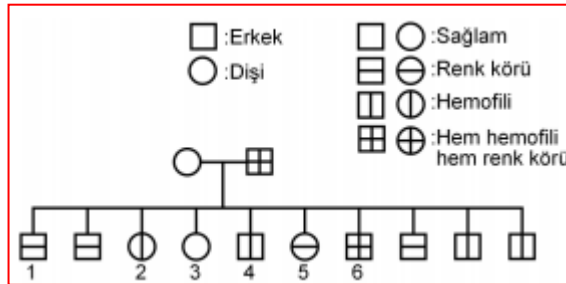 :Erkek
:Dişi
:Sağlam
:Renk körü
:Hemofili
:Hem hemofili
hem renk körü
1 2 3 4 5 6